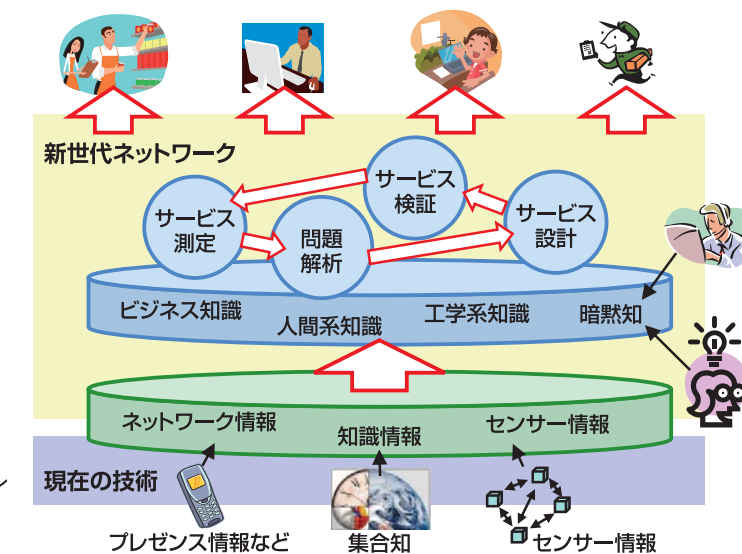 新世代ネットワーク
サービス
検証
サービス
測定
サービス
設計
問題
解析
ビジネス知識
人間系知識
工学系知識
暗黙知
ネットワーク情報
知識情報
センサー情報
現在の技術
プレゼンス情報など
集合知
センサー情報